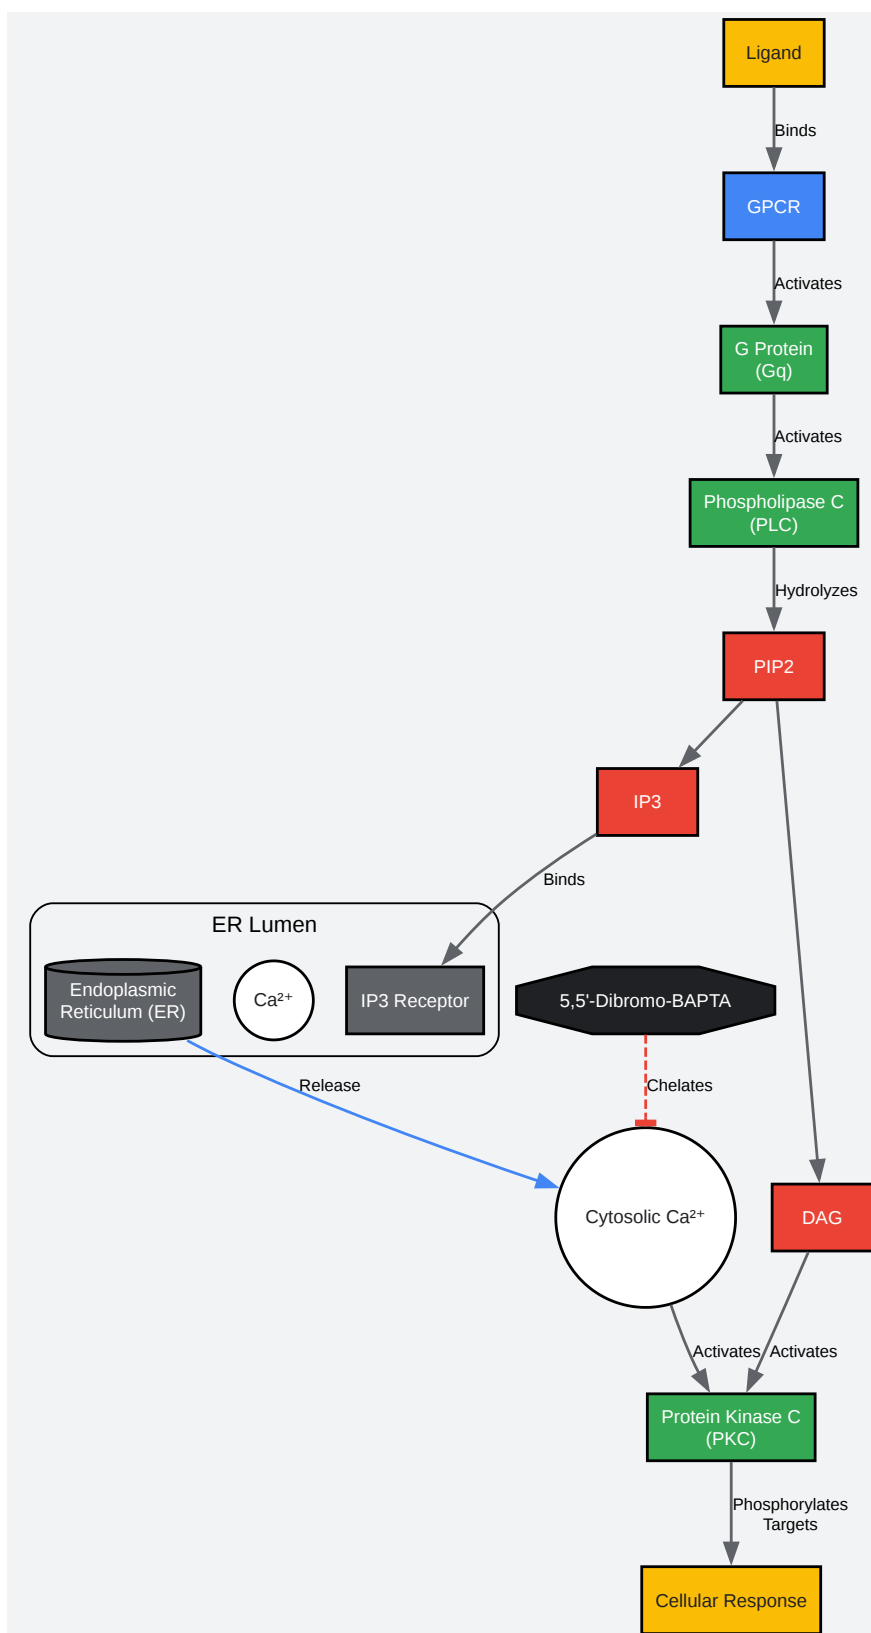 Ligand
Binds
GPCR
Activates
G Protein
(Gq)
Activates
Phospholipase C
(PLC)
Hydrolyzes
PIP2
IP3
Binds
ER Lumen
Endoplasmic
Reticulum (ER)
Ca²⁺
IP3 Receptor
5,5'-Dibromo-BAPTA
Release
Chelates
Cytosolic Ca²⁺
DAG
Activates
Activates
Protein Kinase C
(PKC)
Phosphorylates
Targets
Cellular Response